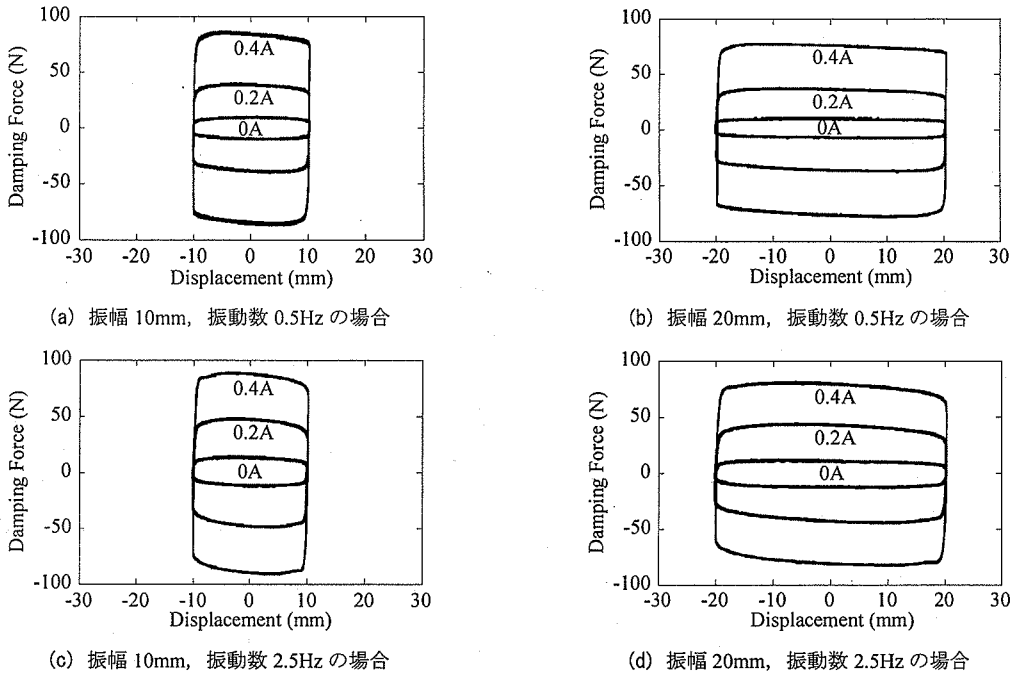 100
50
0
-50
-100
Damping Force (N)
0.4A
0.2A
0A
-30 -20 -10 0 10 20 30
Displacement (mm)
(a) 振幅 10mm, 振動数 0.5Hz の場合
100
50
0
-50
-100
Damping Force (N)
0.4A
0.2A
0A
-30 -20 -10 0 10 20 30
Displacement (mm)
(b) 振幅 20mm, 振動数 0.5Hz の場合
100
50
0
-50
-100
Damping Force (N)
0.4A
0.2A
0A
-30 -20 -10 0 10 20 30
Displacement (mm)
(c) 振幅 10mm, 振動数 2.5Hz の場合
100
50
0
-50
-100
Damping Force (N)
0.4A
0.2A
0A
-30 -20 -10 0 10 20 30
Displacement (mm)
(d) 振幅 20mm, 振動数 2.5Hz の場合